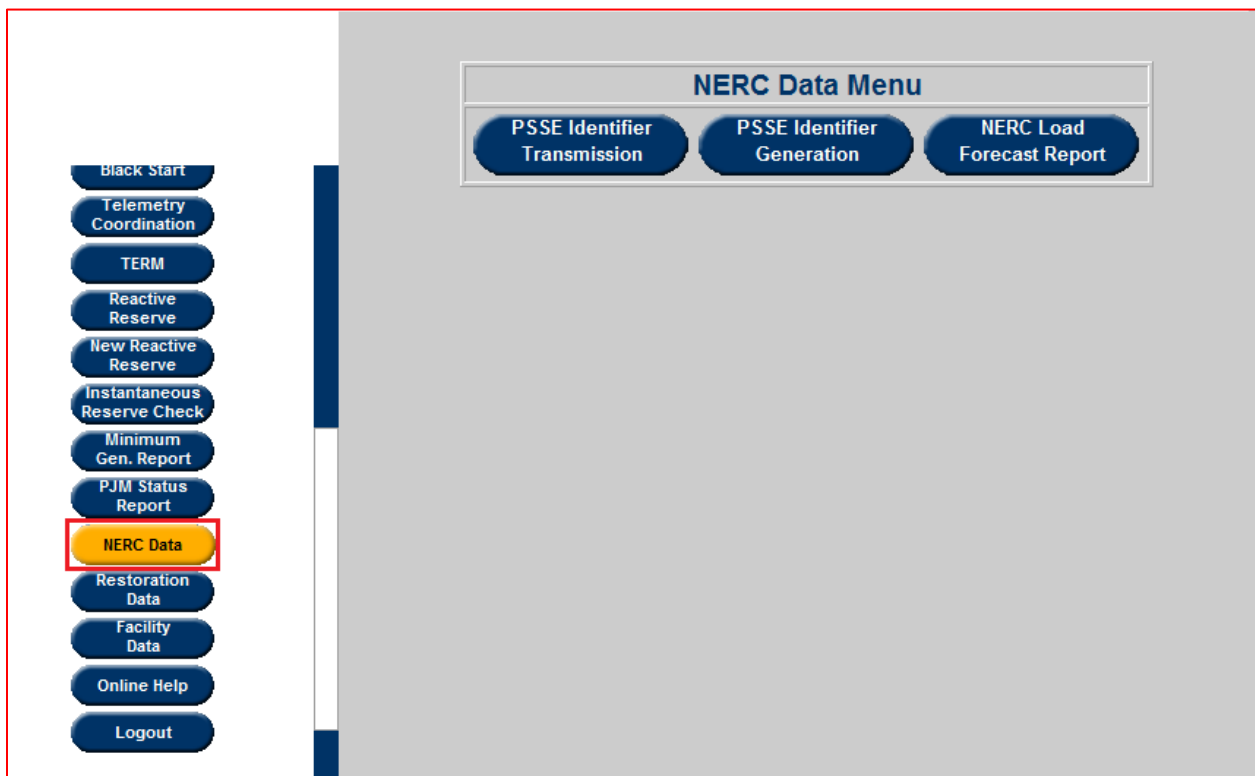 NERC Data Menu
PSSE Identifier
Transmission
PSSE Identifier
Generation
NERC Load
Forecast Report
Black Start
Telemetry
Coordination
TERM
Reactive
Reserve
New Reactive
Reserve
Instantaneous
Reserve Check
Minimum
Gen. Report
PJM Status
Report
NERC Data
Restoration
Data
Facility
Data
Online Help
Logout